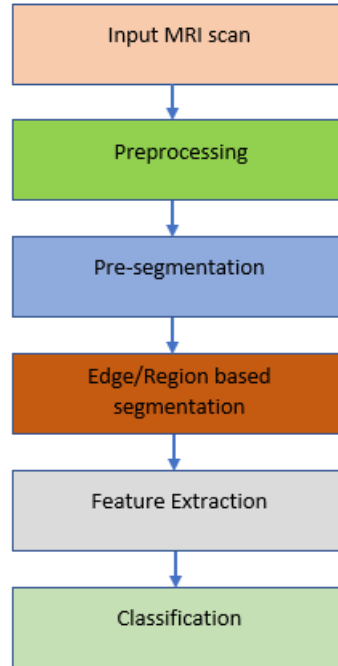 Input MRI scan
Preprocessing
Pre-segmentation
Edge/Region based
segmentation
Feature Extraction
Classification